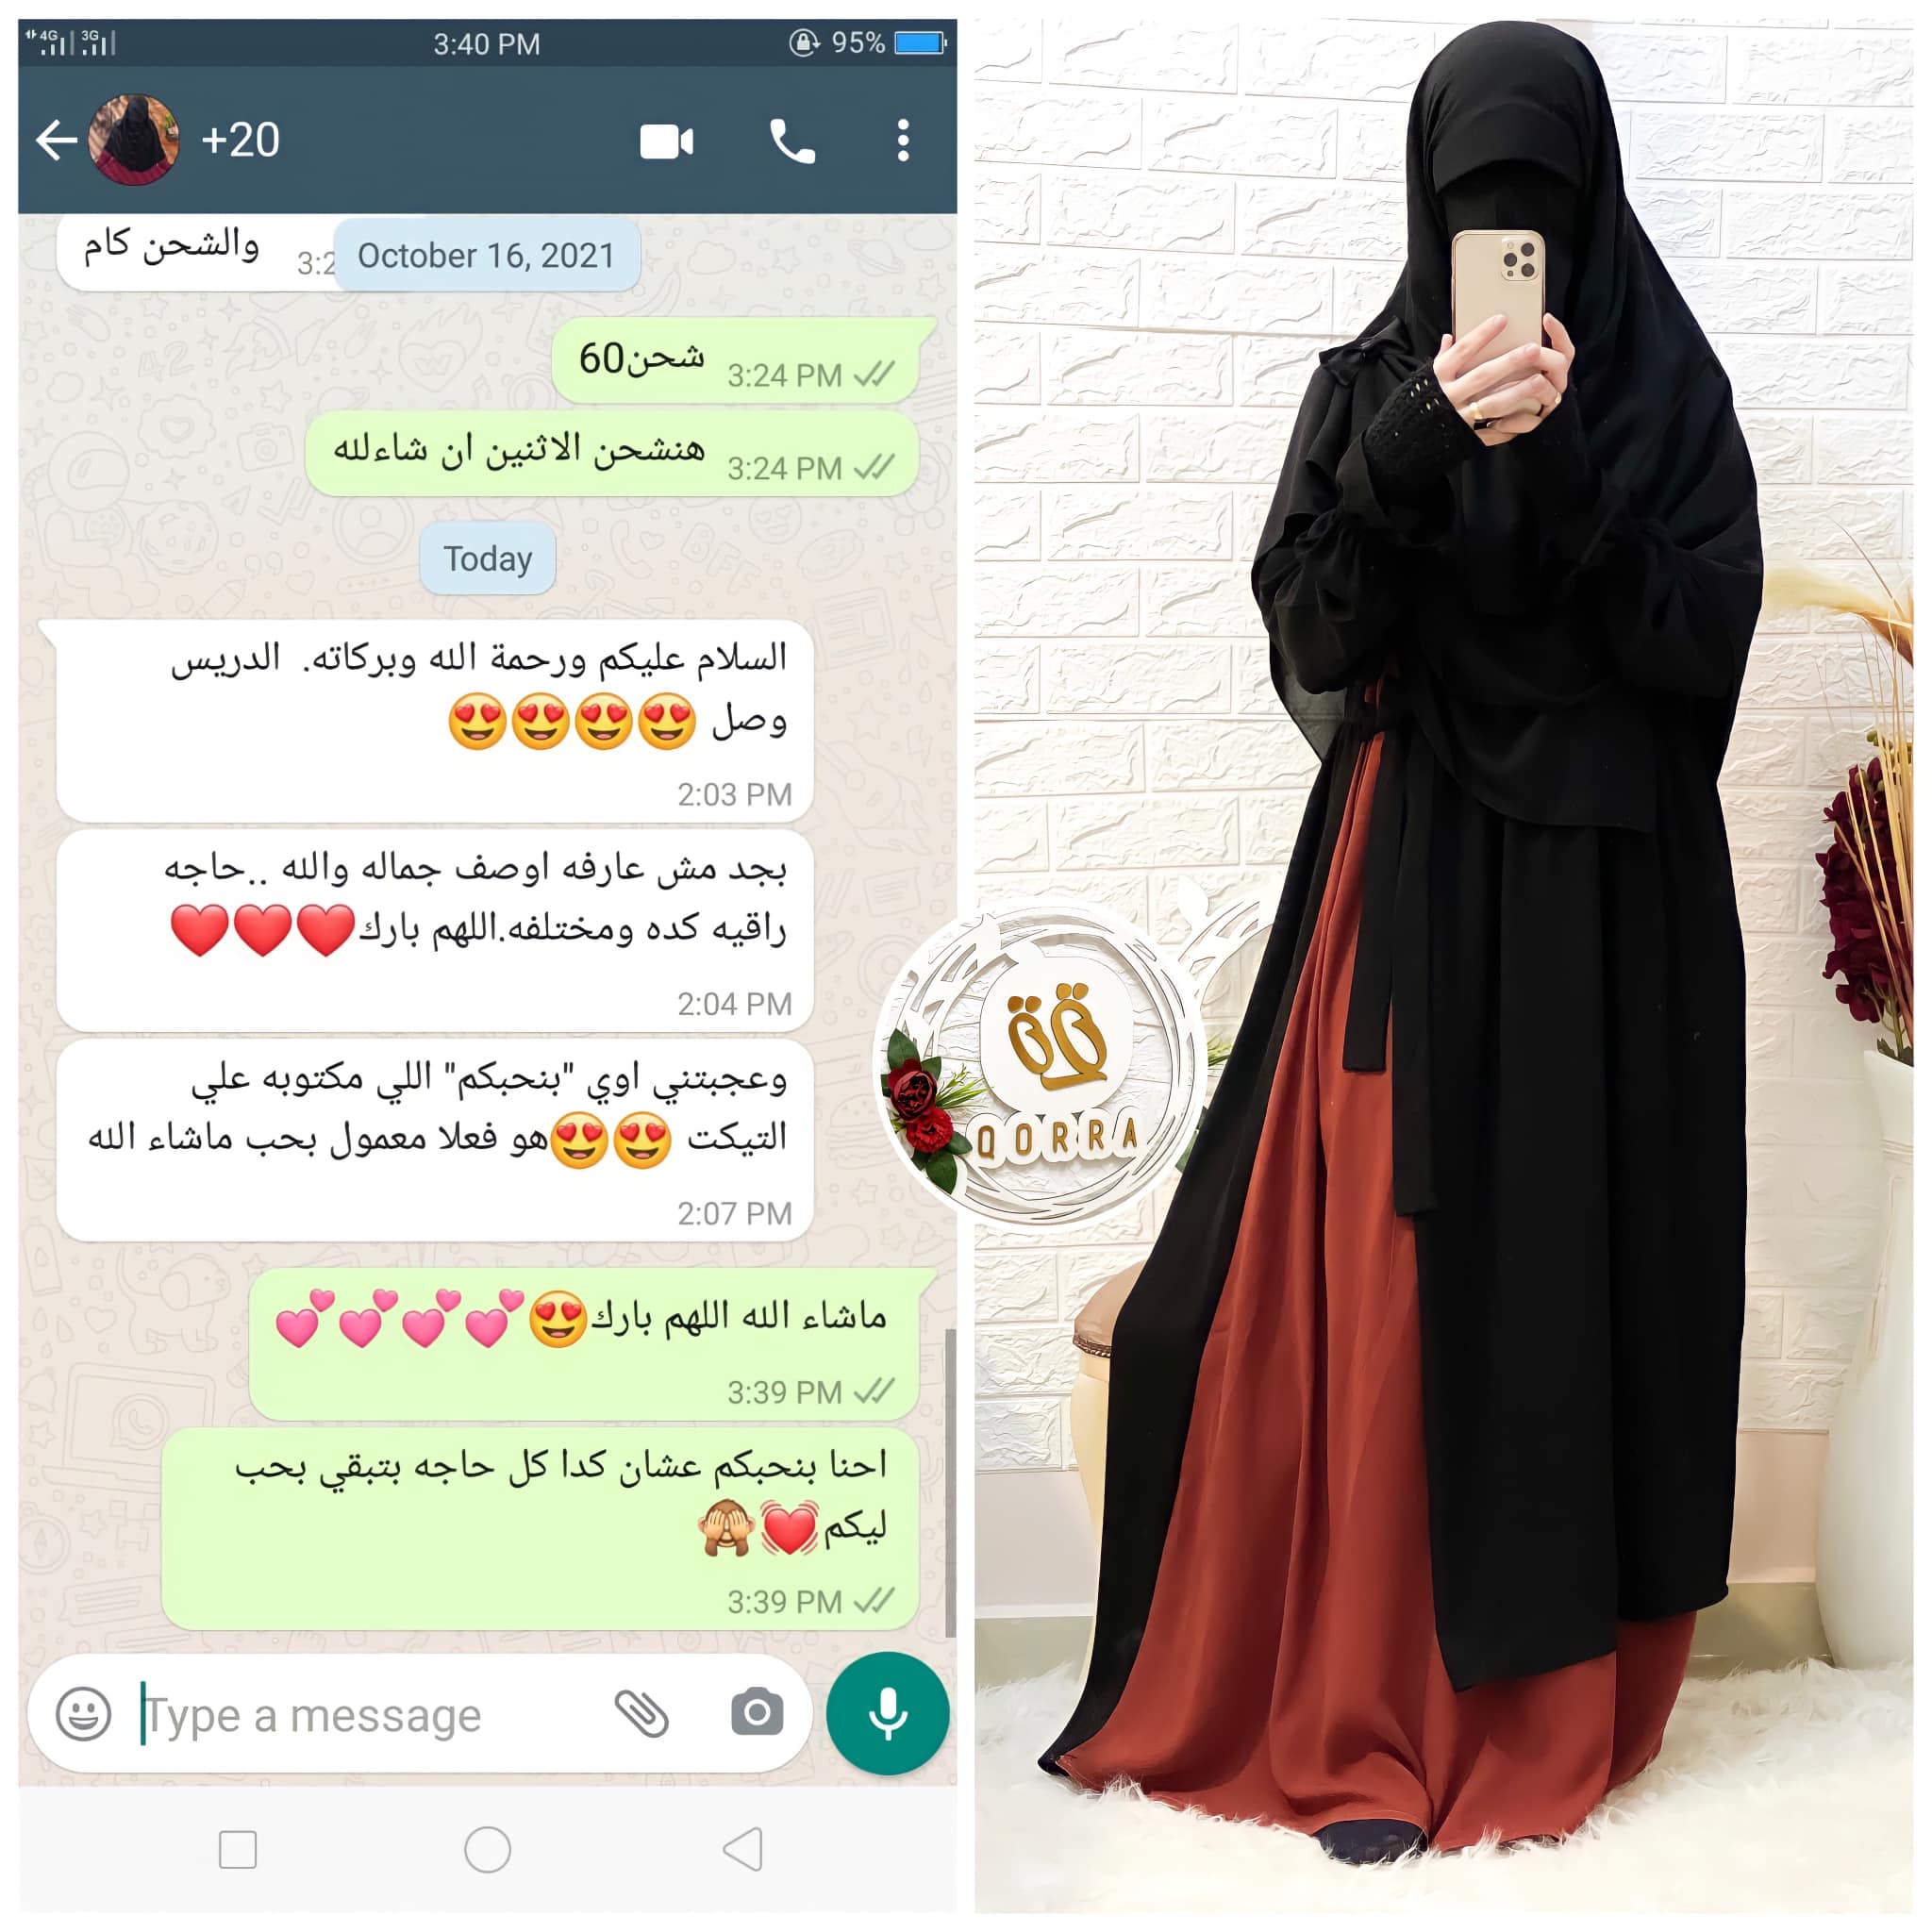 4G 3G 3:40 PM 95%
+20
والشحن كام
October 16, 2021
شحن60 3:24 PM
هنشحن الاثنين ان شاءلله 3:24 PM
Today
السلام عليكم ورحمة الله وبركاته. الدريس
وصل 😍😍😍😍
2:03 PM
بجد مش عارفه اوصف جماله والله ..حاجه
راقيه كده ومختلفه.اللهم بارك❤️❤️❤️
2:04 PM
وعجبتني اوي "بنحبكم" اللي مكتوبه علي
التيكت 😍😍هو فعلا معمول بحب ماشاء الله
2:07 PM
ماشاء الله اللهم بارك😍💕💕💕💕
3:39 PM
احنا بنحبكم عشان كدا كل حاجه بتبقي بحب
ليكم💓🙈
3:39 PM
Type a message
QORRA